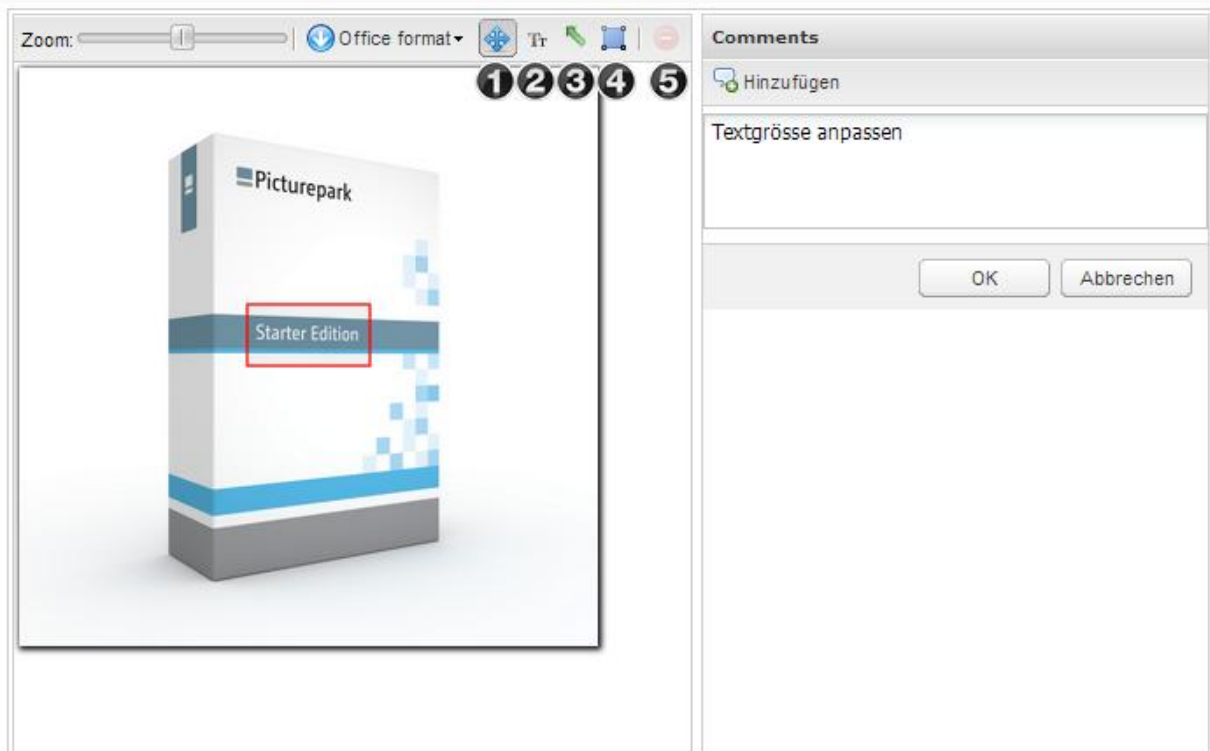 Zoom:
Office format
Tr
1 2 3 4 5
Picturepark
Starter Edition
Comments
Hinzufügen
Textgrösse anpassen
OK Abbrechen